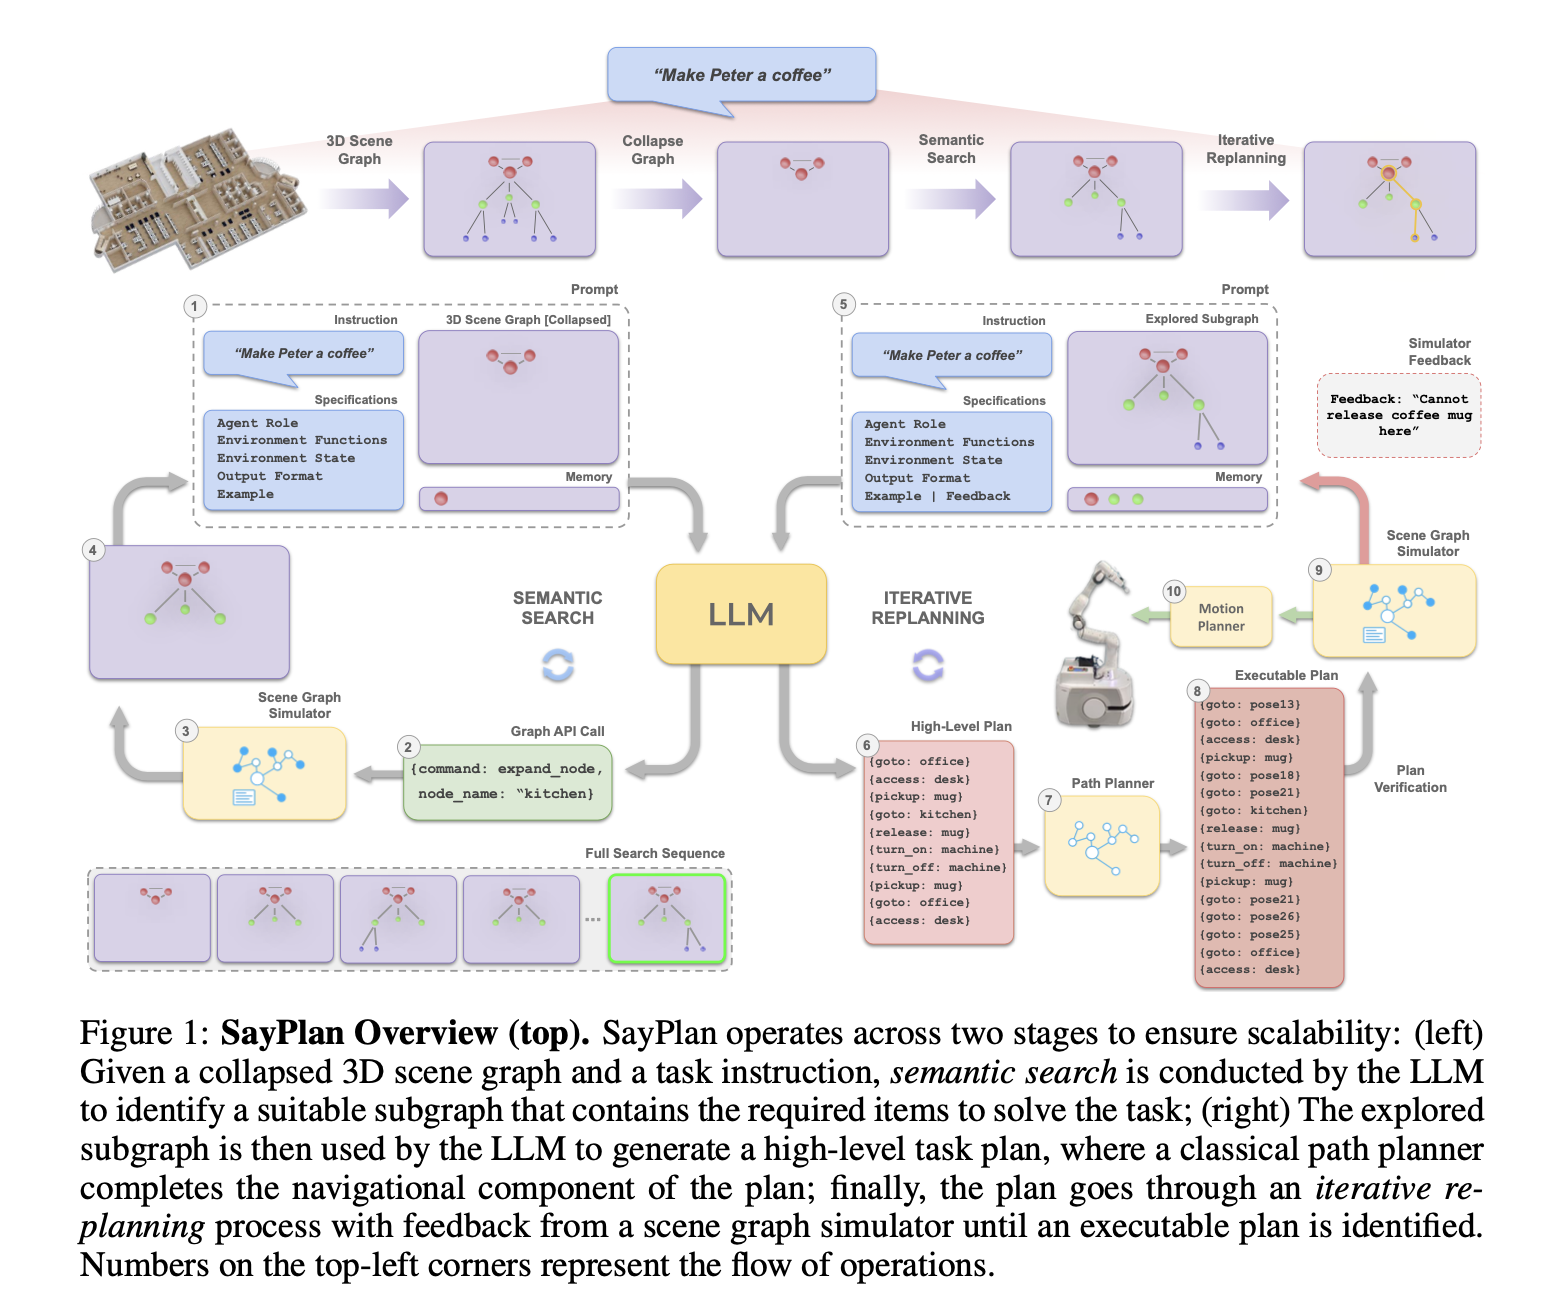 “Make Peter a coffee”
3D Scene
Graph
Collapse
Graph
Semantic
Search
Iterative
Replanning
1
Prompt
Instruction
“Make Peter a coffee”
Specifications
Agent Role
Environment Functions
Environment State
Output Format
Example
3D Scene Graph [Collapsed]
Memory
5
Prompt
Instruction
“Make Peter a coffee”
Specifications
Agent Role
Environment Functions
Environment State
Output Format
Example | Feedback
Explored Subgraph
Memory
Simulator
Feedback
Feedback: “Cannot
release coffee mug
here”
4
SEMANTIC
SEARCH
LLM
ITERATIVE
REPLANNING
10
Motion
Planner
Scene Graph
Simulator
9
Scene Graph
Simulator
3
Graph API Call
2
{command: expand_node,
node_name: “kitchen}
High-Level Plan
6
{goto: office}
{access: desk}
{pickup: mug}
{goto: kitchen}
{release: mug}
{turn_on: machine}
{turn_off: machine}
{pickup: mug}
{goto: office}
{access: desk}
Path Planner
7
Executable Plan
8
{goto: pose13}
{goto: office}
{access: desk}
{pickup: mug}
{goto: pose18}
{goto: pose21}
{goto: kitchen}
{release: mug}
{turn_on: machine}
{turn_off: machine}
{pickup: mug}
{goto: pose21}
{goto: pose26}
{goto: pose25}
{goto: office}
{access: desk}
Plan
Verification
Full Search Sequence
...
Figure 1: SayPlan Overview (top). SayPlan operates across two stages to ensure scalability: (left)
Given a collapsed 3D scene graph and a task instruction, semantic search is conducted by the LLM
to identify a suitable subgraph that contains the required items to solve the task; (right) The explored
subgraph is then used by the LLM to generate a high-level task plan, where a classical path planner
completes the navigational component of the plan; finally, the plan goes through an iterative re-
planning process with feedback from a scene graph simulator until an executable plan is identified.
Numbers on the top-left corners represent the flow of operations.